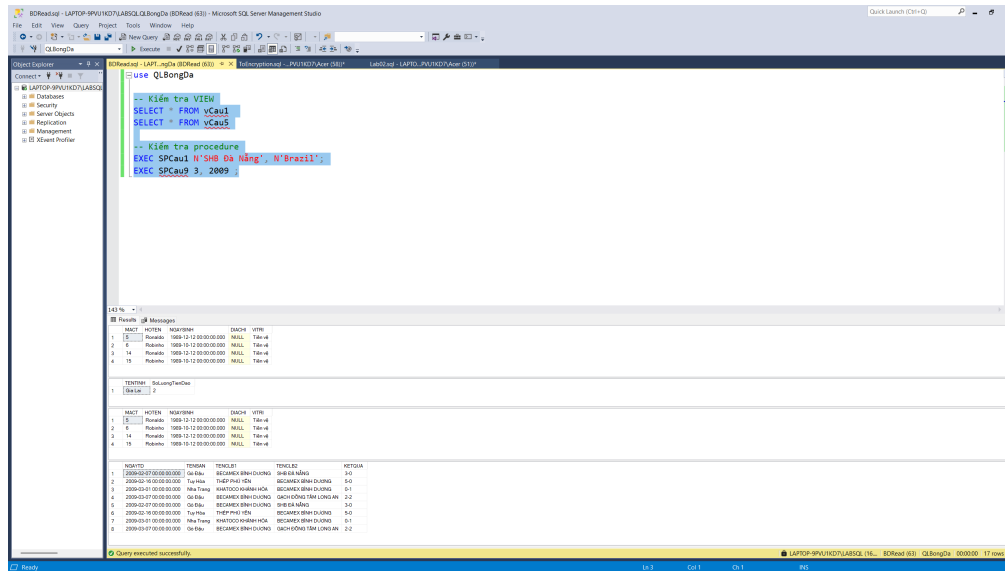 BDRead.sql - LAPTOP-9PVU1KD7\LABSQL.QLBongDa (BDRead (63)) - Microsoft SQL Server Management Studio
Quick Launch (Ctrl+Q)
File Edit View Query Project Tools Window Help
New Query
QLBongDa
Execute
Object Explorer
BDRead.sql - LAPT...ngDa (BDRead (63))
ToEncryption.sql - ...PVU1KD7\Acer (58))*
Lab02.sql - LAPTO...PVU1KD7\Acer (51))*
Connect
LAPTOP-9PVU1KD7\LABSQL
Databases
Security
Server Objects
Replication
Management
XEvent Profiler
use QLBongDa
-- Kiểm tra VIEW
SELECT * FROM vCau1
SELECT * FROM vCau5
-- Kiểm tra procedure
EXEC SPCau1 N'SHB Đà Nẵng', N'Brazil';
EXEC SPCau9 3, 2009 ;
143 %
Results Messages
MACT HOTEN NGAYSINH DIACHI VITRI
1 5 Ronaldo 1989-12-12 00:00:00.000 NULL Tiền vệ
2 6 Robinho 1989-10-12 00:00:00.000 NULL Tiền vệ
3 14 Ronaldo 1989-12-12 00:00:00.000 NULL Tiền vệ
4 15 Robinho 1989-10-12 00:00:00.000 NULL Tiền vệ
TENTINH SoLuongTienDao
1 Gia Lai 2
MACT HOTEN NGAYSINH DIACHI VITRI
1 5 Ronaldo 1989-12-12 00:00:00.000 NULL Tiền vệ
2 6 Robinho 1989-10-12 00:00:00.000 NULL Tiền vệ
3 14 Ronaldo 1989-12-12 00:00:00.000 NULL Tiền vệ
4 15 Robinho 1989-10-12 00:00:00.000 NULL Tiền vệ
NGAYTD TENSAN TENCLB1 TENCLB2 KETQUA
1 2009-02-07 00:00:00.000 Gò Đậu BECAMEX BÌNH DƯƠNG SHB ĐÀ NẴNG 3-0
2 2009-02-16 00:00:00.000 Tuy Hòa THÉP PHÚ YÊN BECAMEX BÌNH DƯƠNG 5-0
3 2009-03-01 00:00:00.000 Nha Trang KHATOCO KHÁNH HÒA BECAMEX BÌNH DƯƠNG 0-1
4 2009-03-07 00:00:00.000 Gò Đậu BECAMEX BÌNH DƯƠNG GẠCH ĐỒNG TÂM LONG AN 2-2
5 2009-02-07 00:00:00.000 Gò Đậu BECAMEX BÌNH DƯƠNG SHB ĐÀ NẴNG 3-0
6 2009-02-16 00:00:00.000 Tuy Hòa THÉP PHÚ YÊN BECAMEX BÌNH DƯƠNG 5-0
7 2009-03-01 00:00:00.000 Nha Trang KHATOCO KHÁNH HÒA BECAMEX BÌNH DƯƠNG 0-1
8 2009-03-07 00:00:00.000 Gò Đậu BECAMEX BÌNH DƯƠNG GẠCH ĐỒNG TÂM LONG AN 2-2
Query executed successfully.
LAPTOP-9PVU1KD7\LABSQL (16... BDRead (63) QLBongDa 00:00:00 17 rows
Ready Ln 3 Col 1 Ch 1 INS